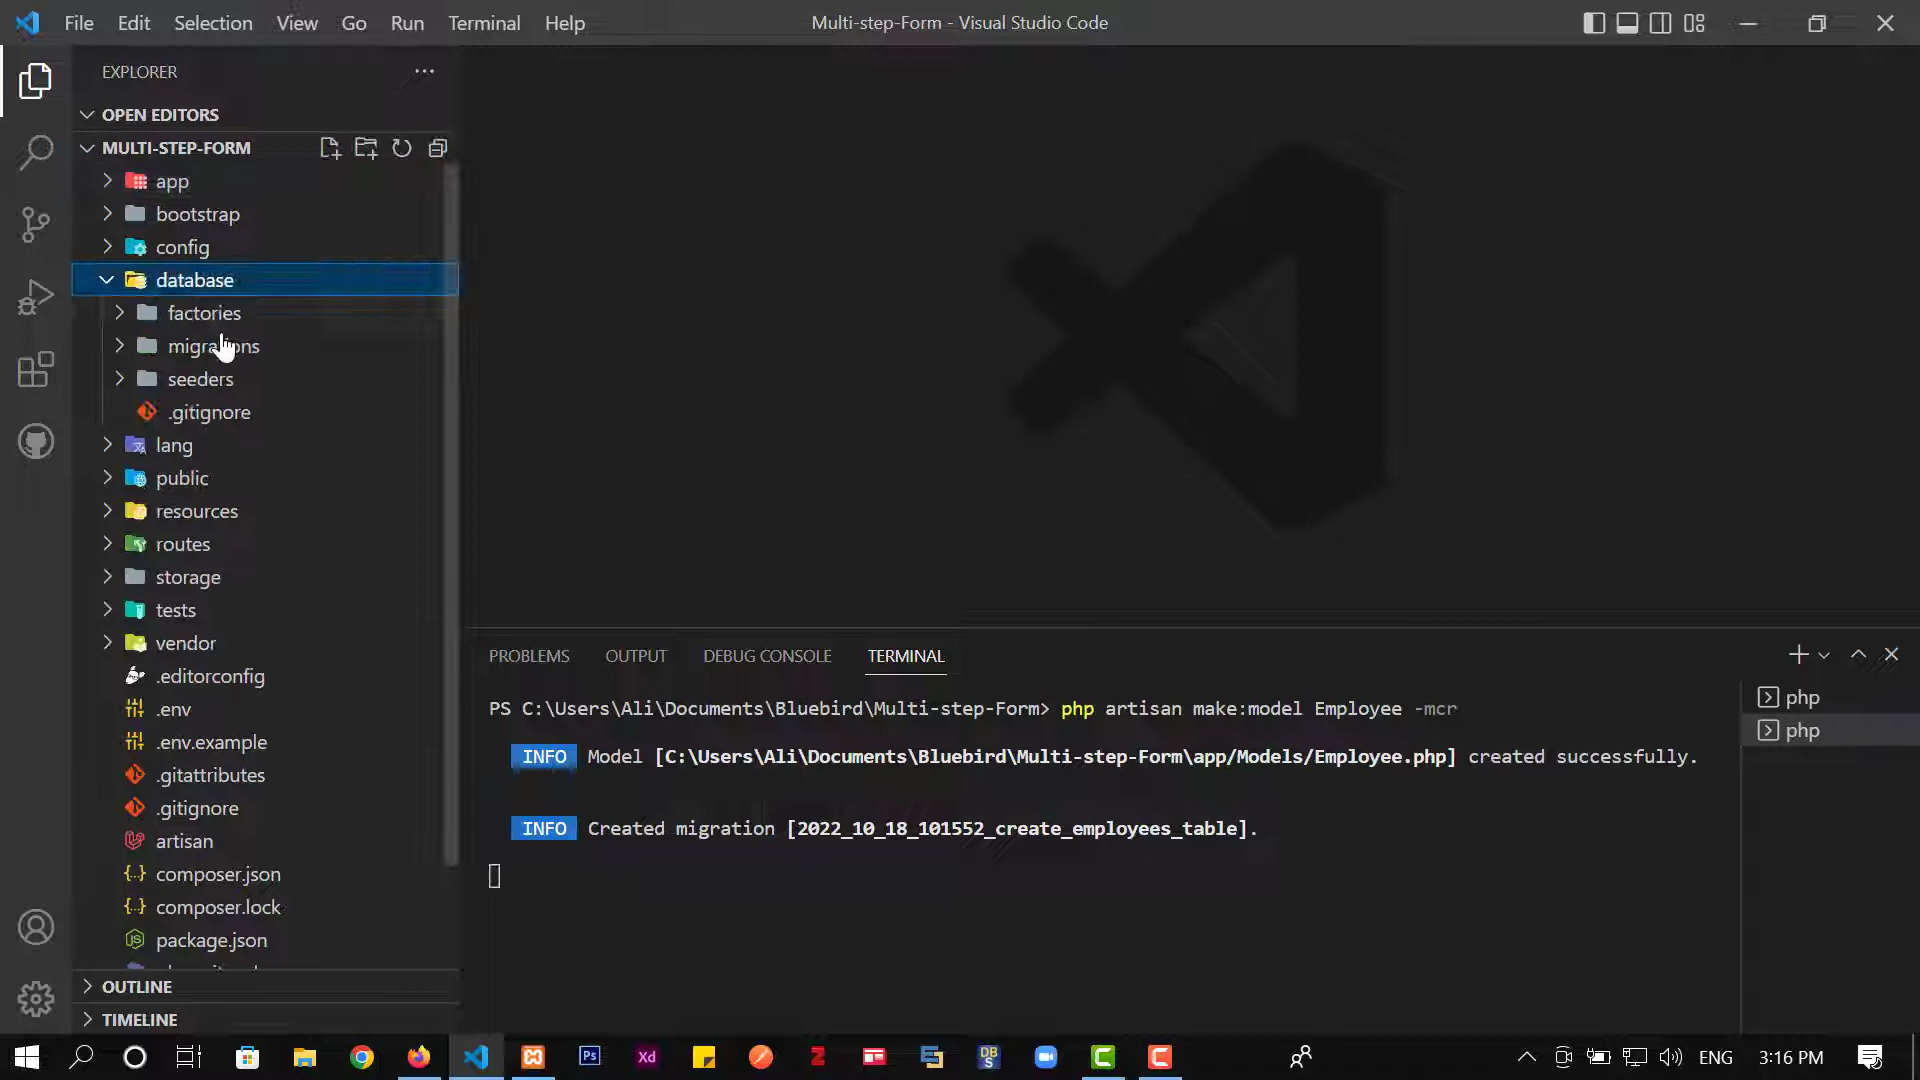 File Edit Selection View Go Run Terminal Help
Multi-step-Form - Visual Studio Code
EXPLORER
OPEN EDITORS
MULTI-STEP-FORM
app
bootstrap
config
database
factories
migrations
seeders
.gitignore
lang
public
resources
routes
storage
tests
vendor
.editorconfig
.env
.env.example
.gitattributes
.gitignore
artisan
composer.json
composer.lock
package.json
OUTLINE
TIMELINE
PROBLEMS OUTPUT DEBUG CONSOLE TERMINAL
PS C:\Users\Ali\Documents\Bluebird\Multi-step-Form> php artisan make:model Employee -mcr
INFO Model [C:\Users\Ali\Documents\Bluebird\Multi-step-Form\app/Models/Employee.php] created successfully.
INFO Created migration [2022_10_18_101552_create_employees_table].
php
php
Ps
Xd
Z
DB
S
C
C
ENG
3:16 PM